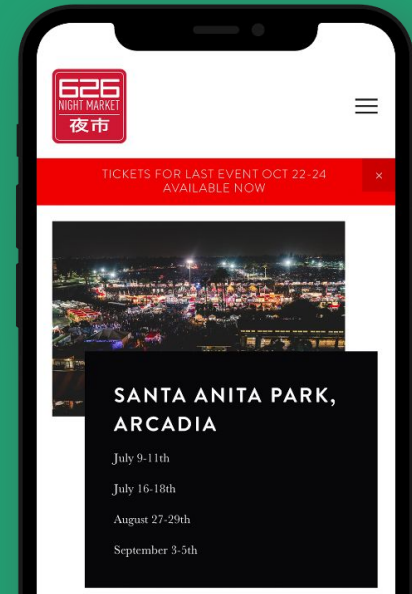 626
NIGHT MARKET
夜市
TICKETS FOR LAST EVENT OCT 22-24
AVAILABLE NOW
×
SANTA ANITA PARK,
ARCADIA
July 9-11th
July 16-18th
August 27-29th
September 3-5th